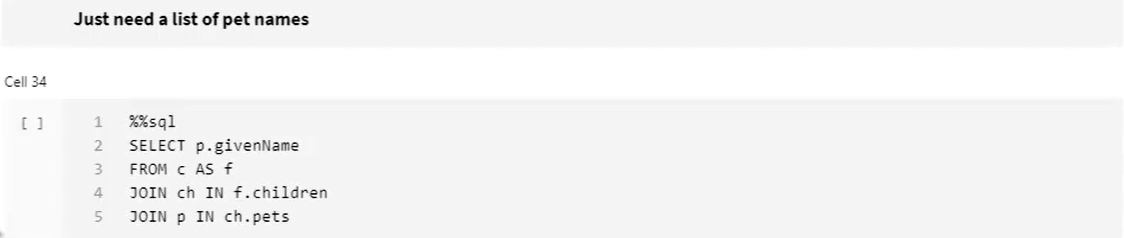 Just need a list of pet names
Cell 34
[ ]
1 %%sql
2 SELECT p.givenName
3 FROM c AS f
4 JOIN ch IN f.children
5 JOIN p IN ch.pets